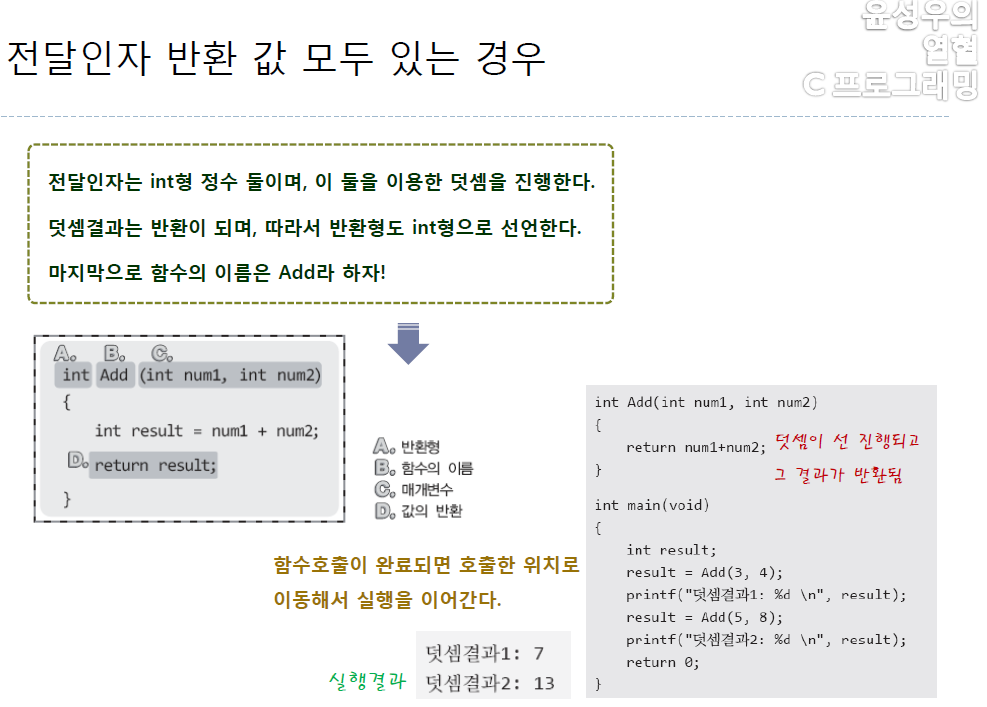 윤성우의
열혈
C 프로그래밍
전달인자 반환 값 모두 있는 경우
전달인자는 int형 정수 둘이며, 이 둘을 이용한 덧셈을 진행한다.
덧셈결과는 반환이 되며, 따라서 반환형도 int형으로 선언한다.
마지막으로 함수의 이름은 Add라 하자!
A. B. C.
int Add (int num1, int num2)
{
int result = num1 + num2;
D. return result;
}
A. 반환형
B. 함수의 이름
C. 매개변수
D. 값의 반환
int Add(int num1, int num2)
{
return num1+num2; 덧셈이 선 진행되고
} 그 결과가 반환됨
int main(void)
{
int result;
result = Add(3, 4);
printf("덧셈결과1: %d \n", result);
result = Add(5, 8);
printf("덧셈결과2: %d \n", result);
return 0;
}
함수호출이 완료되면 호출한 위치로
이동해서 실행을 이어간다.
실행결과
덧셈결과1: 7
덧셈결과2: 13